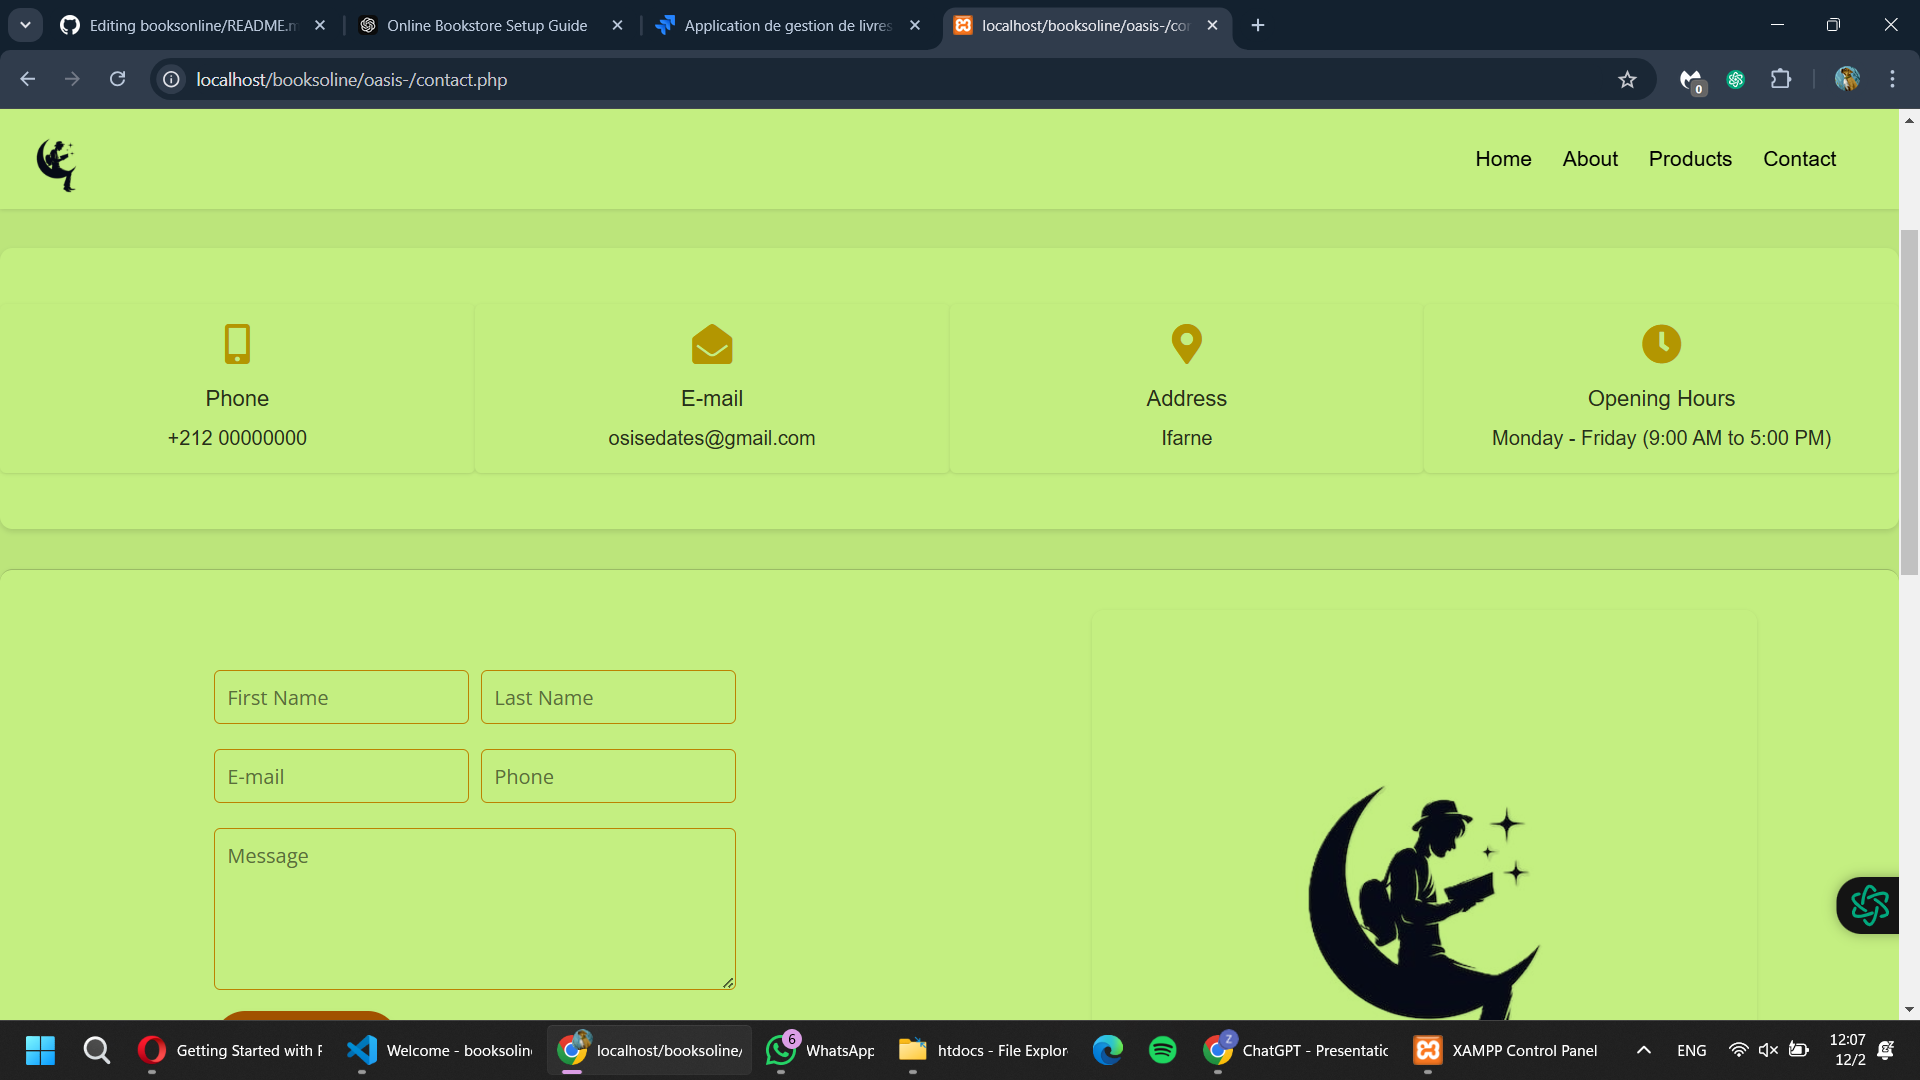 Editing booksonline/README.m
Online Bookstore Setup Guide
Application de gestion de livres
localhost/booksoline/oasis-/co
localhost/booksoline/oasis-/contact.php
0
Home About Products Contact
Phone
+212 00000000
E-mail
osisedates@gmail.com
Address
Ifarne
Opening Hours
Monday - Friday (9:00 AM to 5:00 PM)
First Name
Last Name
E-mail
Phone
Message
Getting Started with F
Welcome - booksolin
localhost/booksoline/
6
WhatsApp
htdocs - File Explor
Z
ChatGPT - Presentatic
XAMPP Control Panel
ENG
12:07
12/2